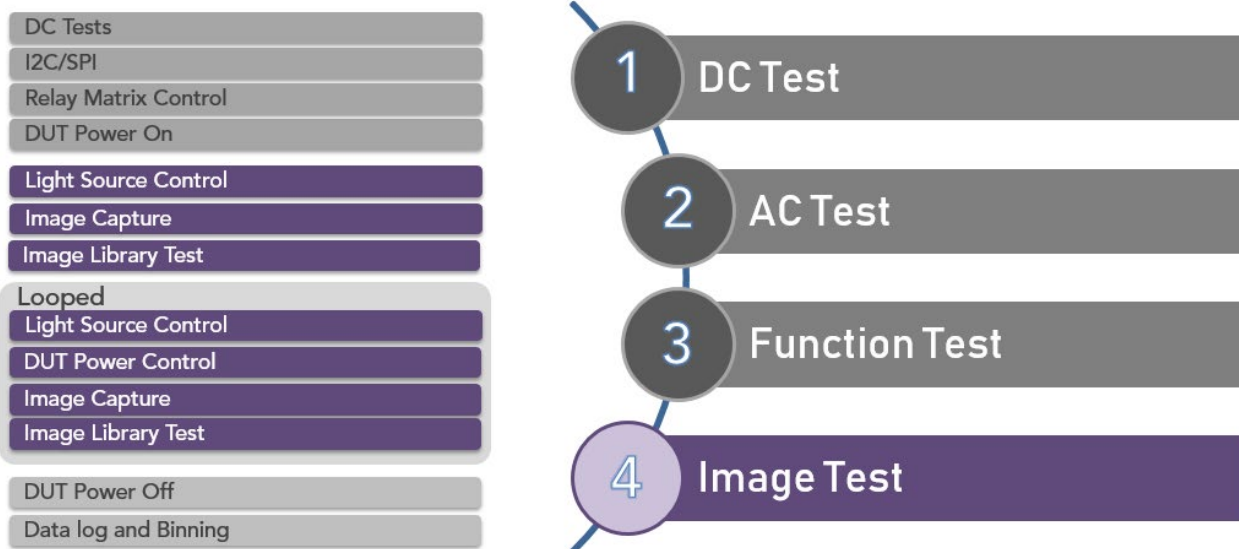 DC Tests
I2C/SPI
Relay Matrix Control
DUT Power On
Light Source Control
Image Capture
Image Library Test
Looped
Light Source Control
DUT Power Control
Image Capture
Image Library Test
DUT Power Off
Data log and Binning
1 DC Test
2 AC Test
3 Function Test
4 Image Test